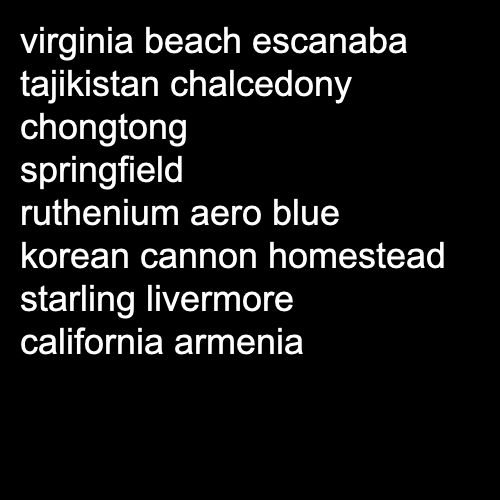 virginia beach escanaba
tajikistan chalcedony
chongtong
springfield
ruthenium aero blue
korean cannon homestead
starling livermore
california armenia